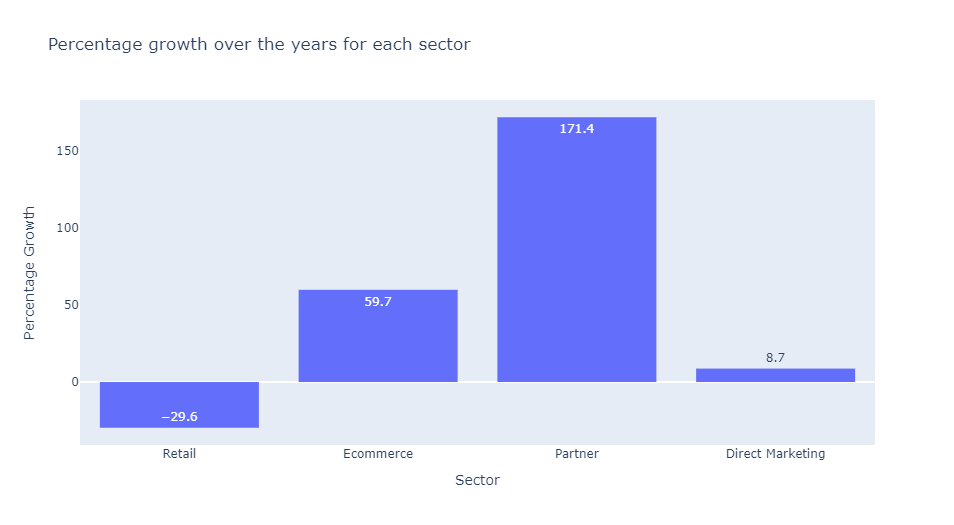 Percentage growth over the years for each sector
Percentage Growth
150
100
50
0
−29.6
59.7
171.4
8.7
Retail
Ecommerce
Partner
Direct Marketing
Sector